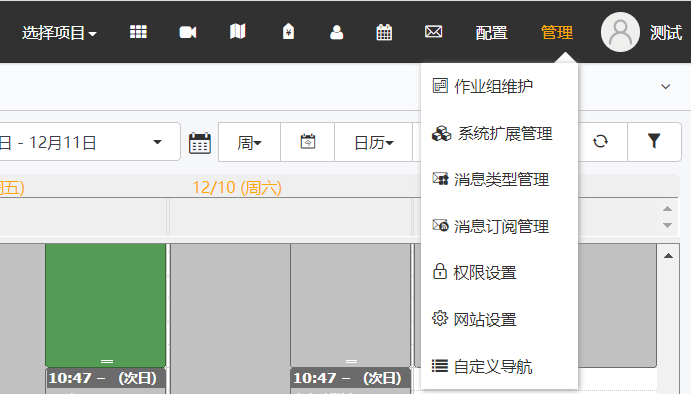 选择项目
配置
管理
测试
作业组维护
系统扩展管理
消息类型管理
消息订阅管理
权限设置
网站设置
自定义导航
日 - 12月11日
周
日历
五)
12/10 (周六)
10:47 – (次日)
10:47 – (次日)